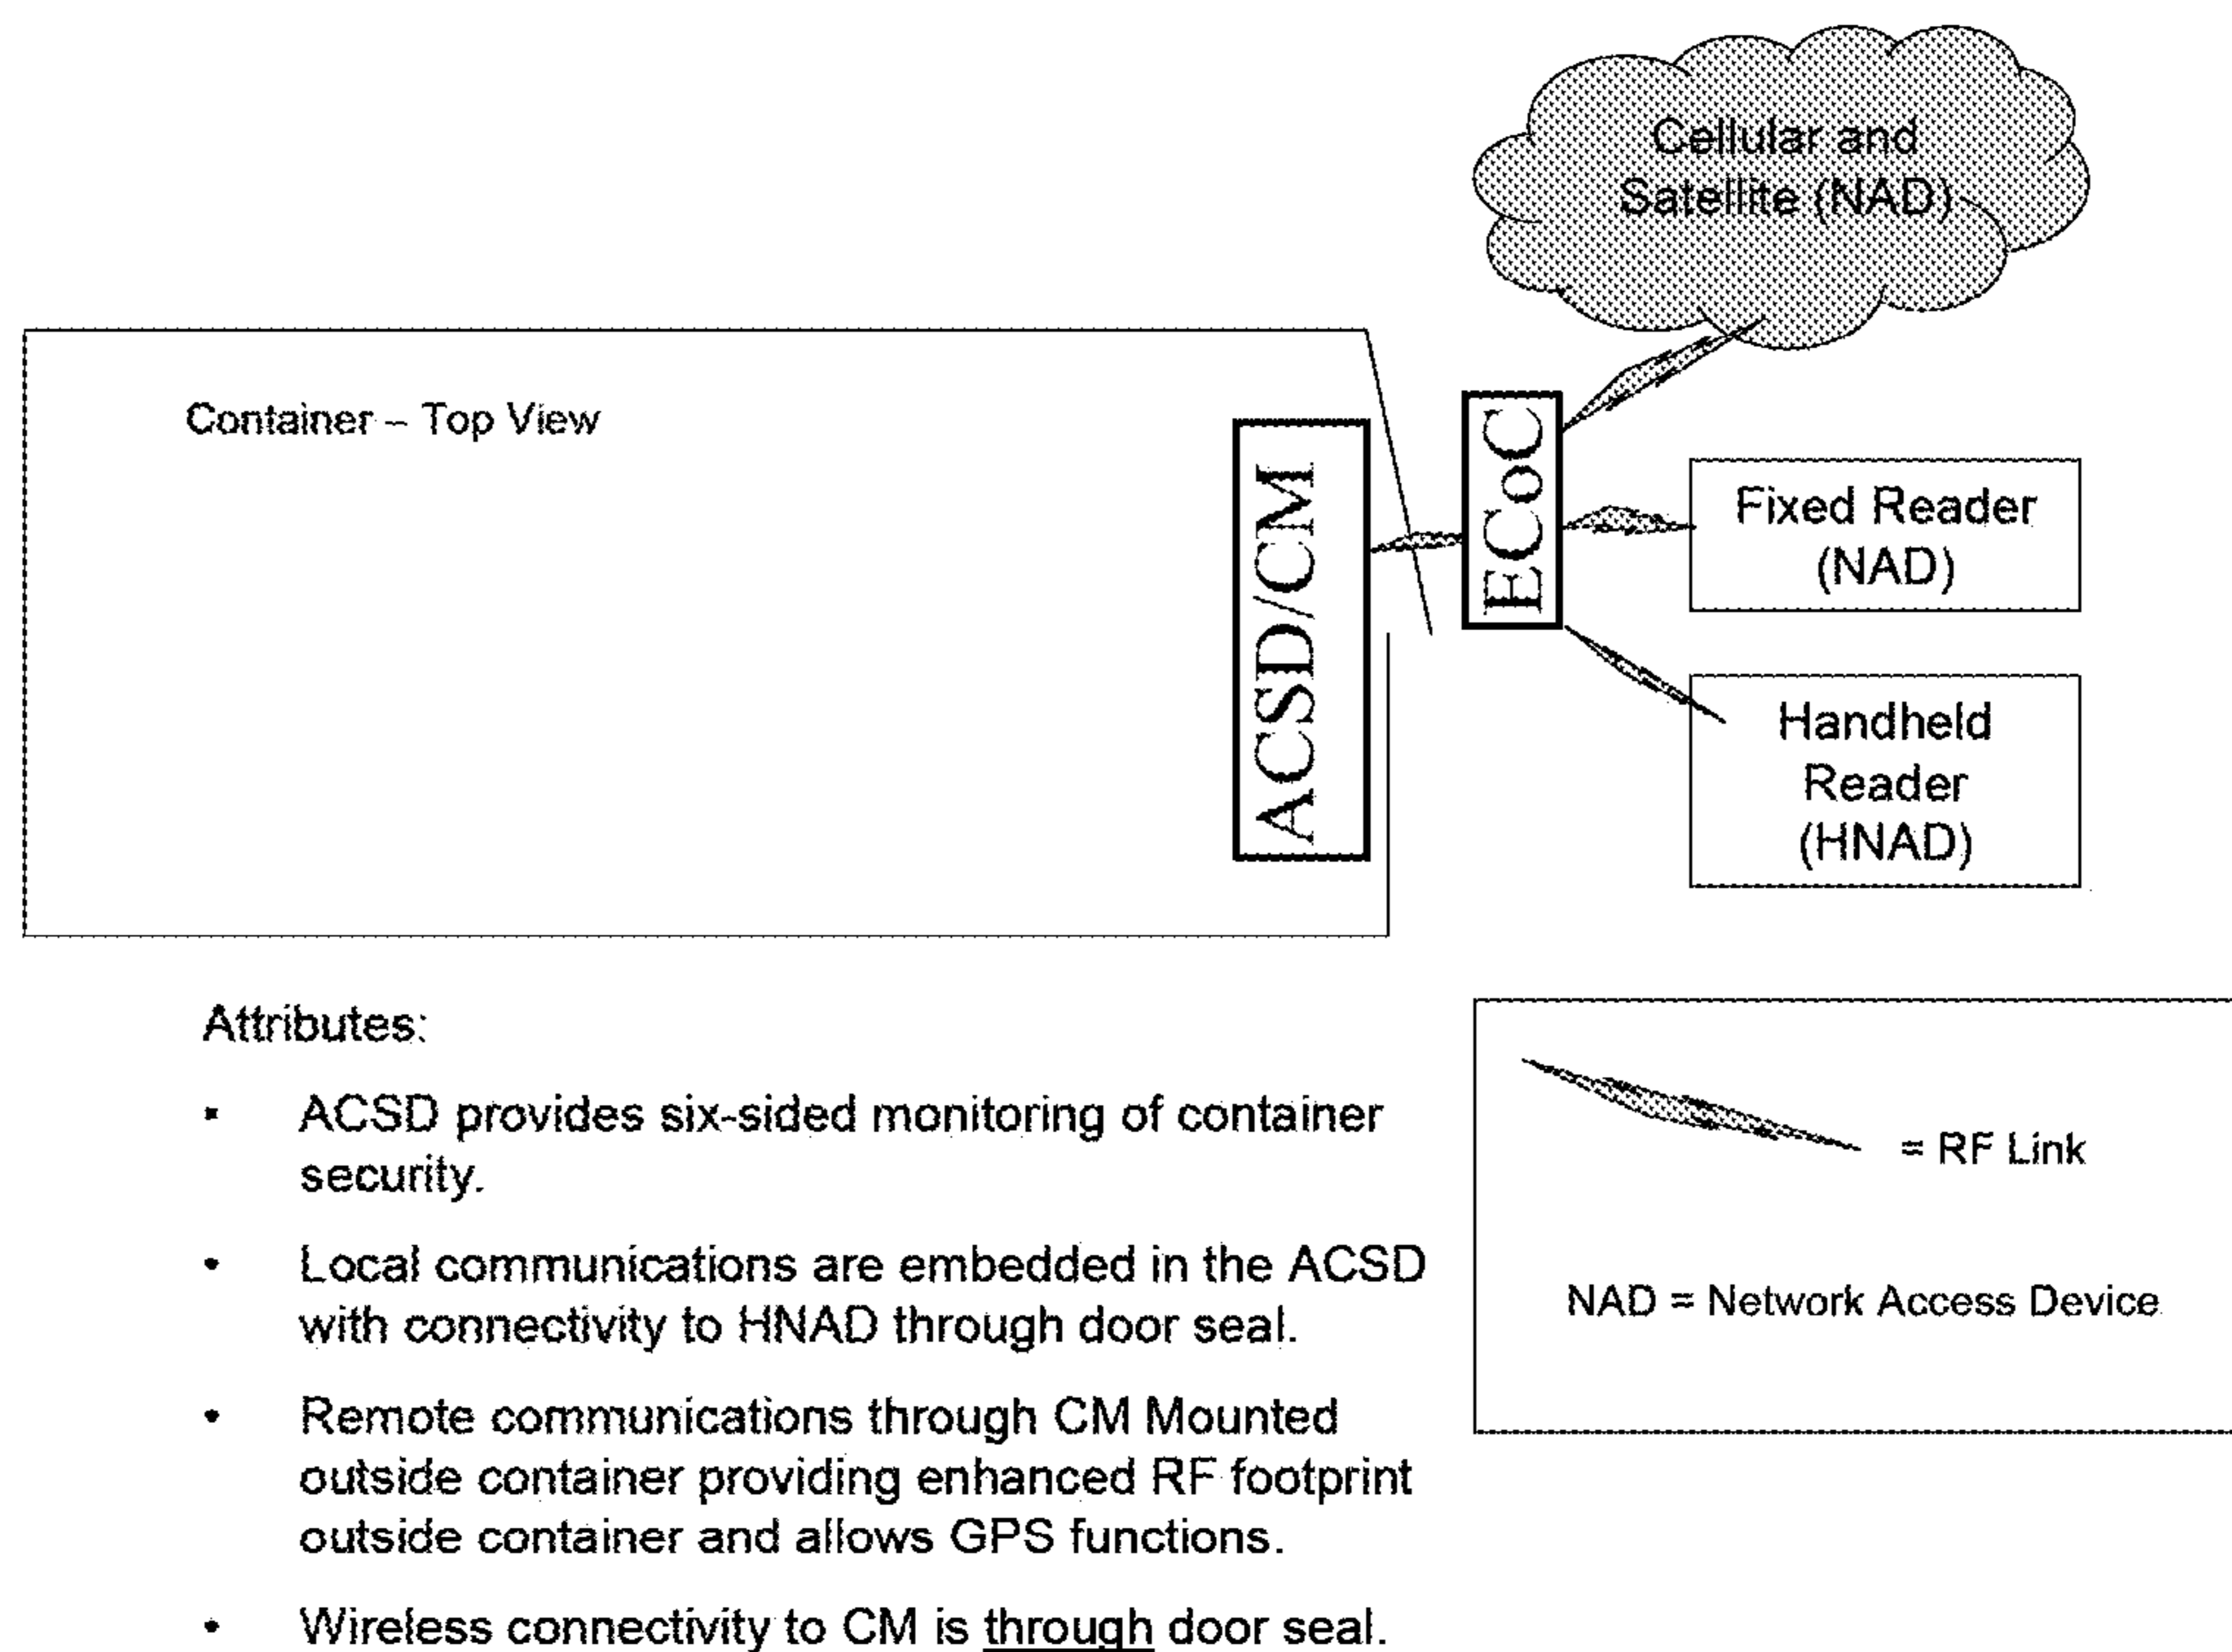 Cellular and
Satellite (NAD)
Container – Top View
ACSD/CM
ECoC
Fixed Reader
(NAD)
Handheld
Reader
(HNAD)
Attributes:
• ACSD provides six-sided monitoring of container
security.
• Local communications are embedded in the ACSD
with connectivity to HNAD through door seal.
• Remote communications through CM Mounted
outside container providing enhanced RF footprint
outside container and allows GPS functions.
• Wireless connectivity to CM is through door seal.
= RF Link
NAD = Network Access Device